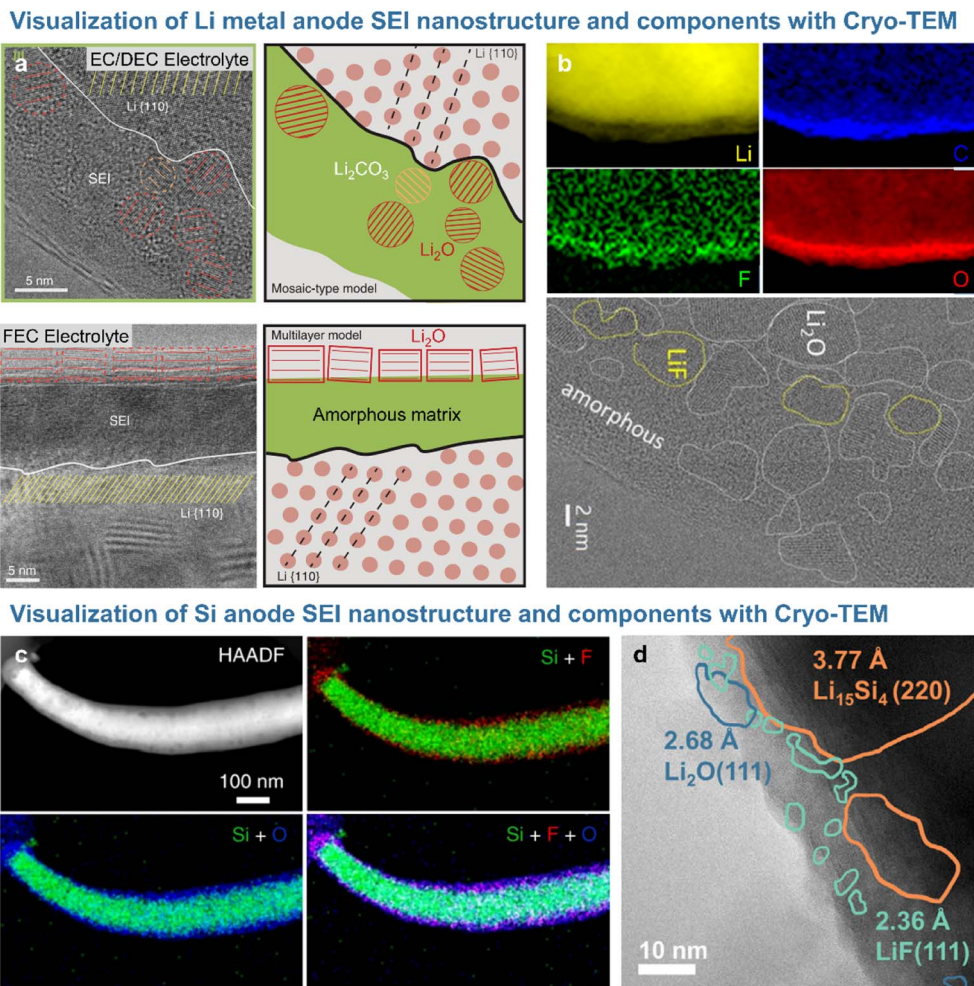 Visualization of Li metal anode SEI nanostructure and components with Cryo-TEM
a
EC/DEC Electrolyte
Li {110}
SEI
5 nm
Li {110}
Li₂CO₃
Li₂O
Mosaic-type model
b
Li
C
F
O
FEC Electrolyte
SEI
Li {110}
5 nm
Multilayer model
Li₂O
Amorphous matrix
Li {110}
Li₂O
LiF
amorphous
2 nm
Visualization of Si anode SEI nanostructure and components with Cryo-TEM
c
HAADF
100 nm
Si + F
Si + O
Si + F + O
d
3.77 Å
Li₁₅Si₄ (220)
2.68 Å
Li₂O(111)
2.36 Å
LiF(111)
10 nm